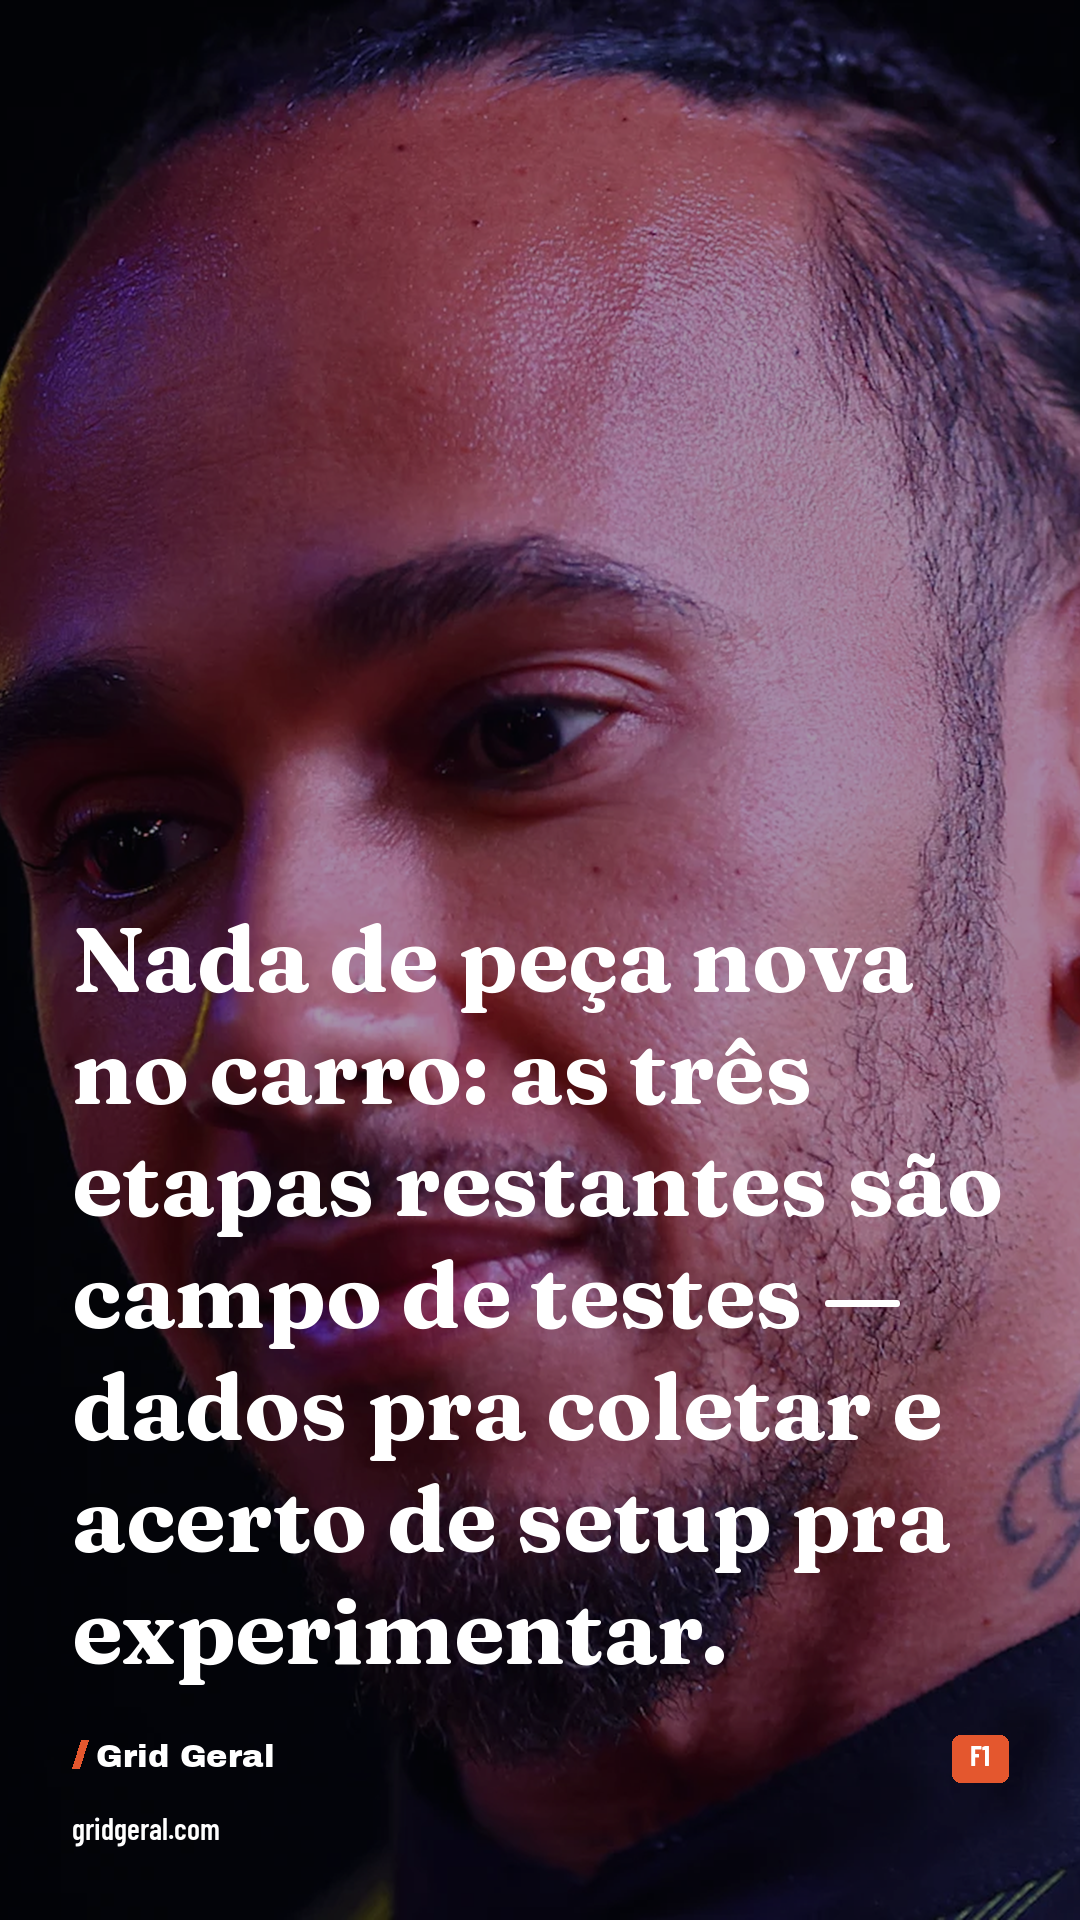 Nada de peça nova
no carro: as três
etapas restantes são
campo de testes —
dados pra coletar e
acerto de setup pra
experimentar.
/ Grid Geral
F1
gridgeral.com